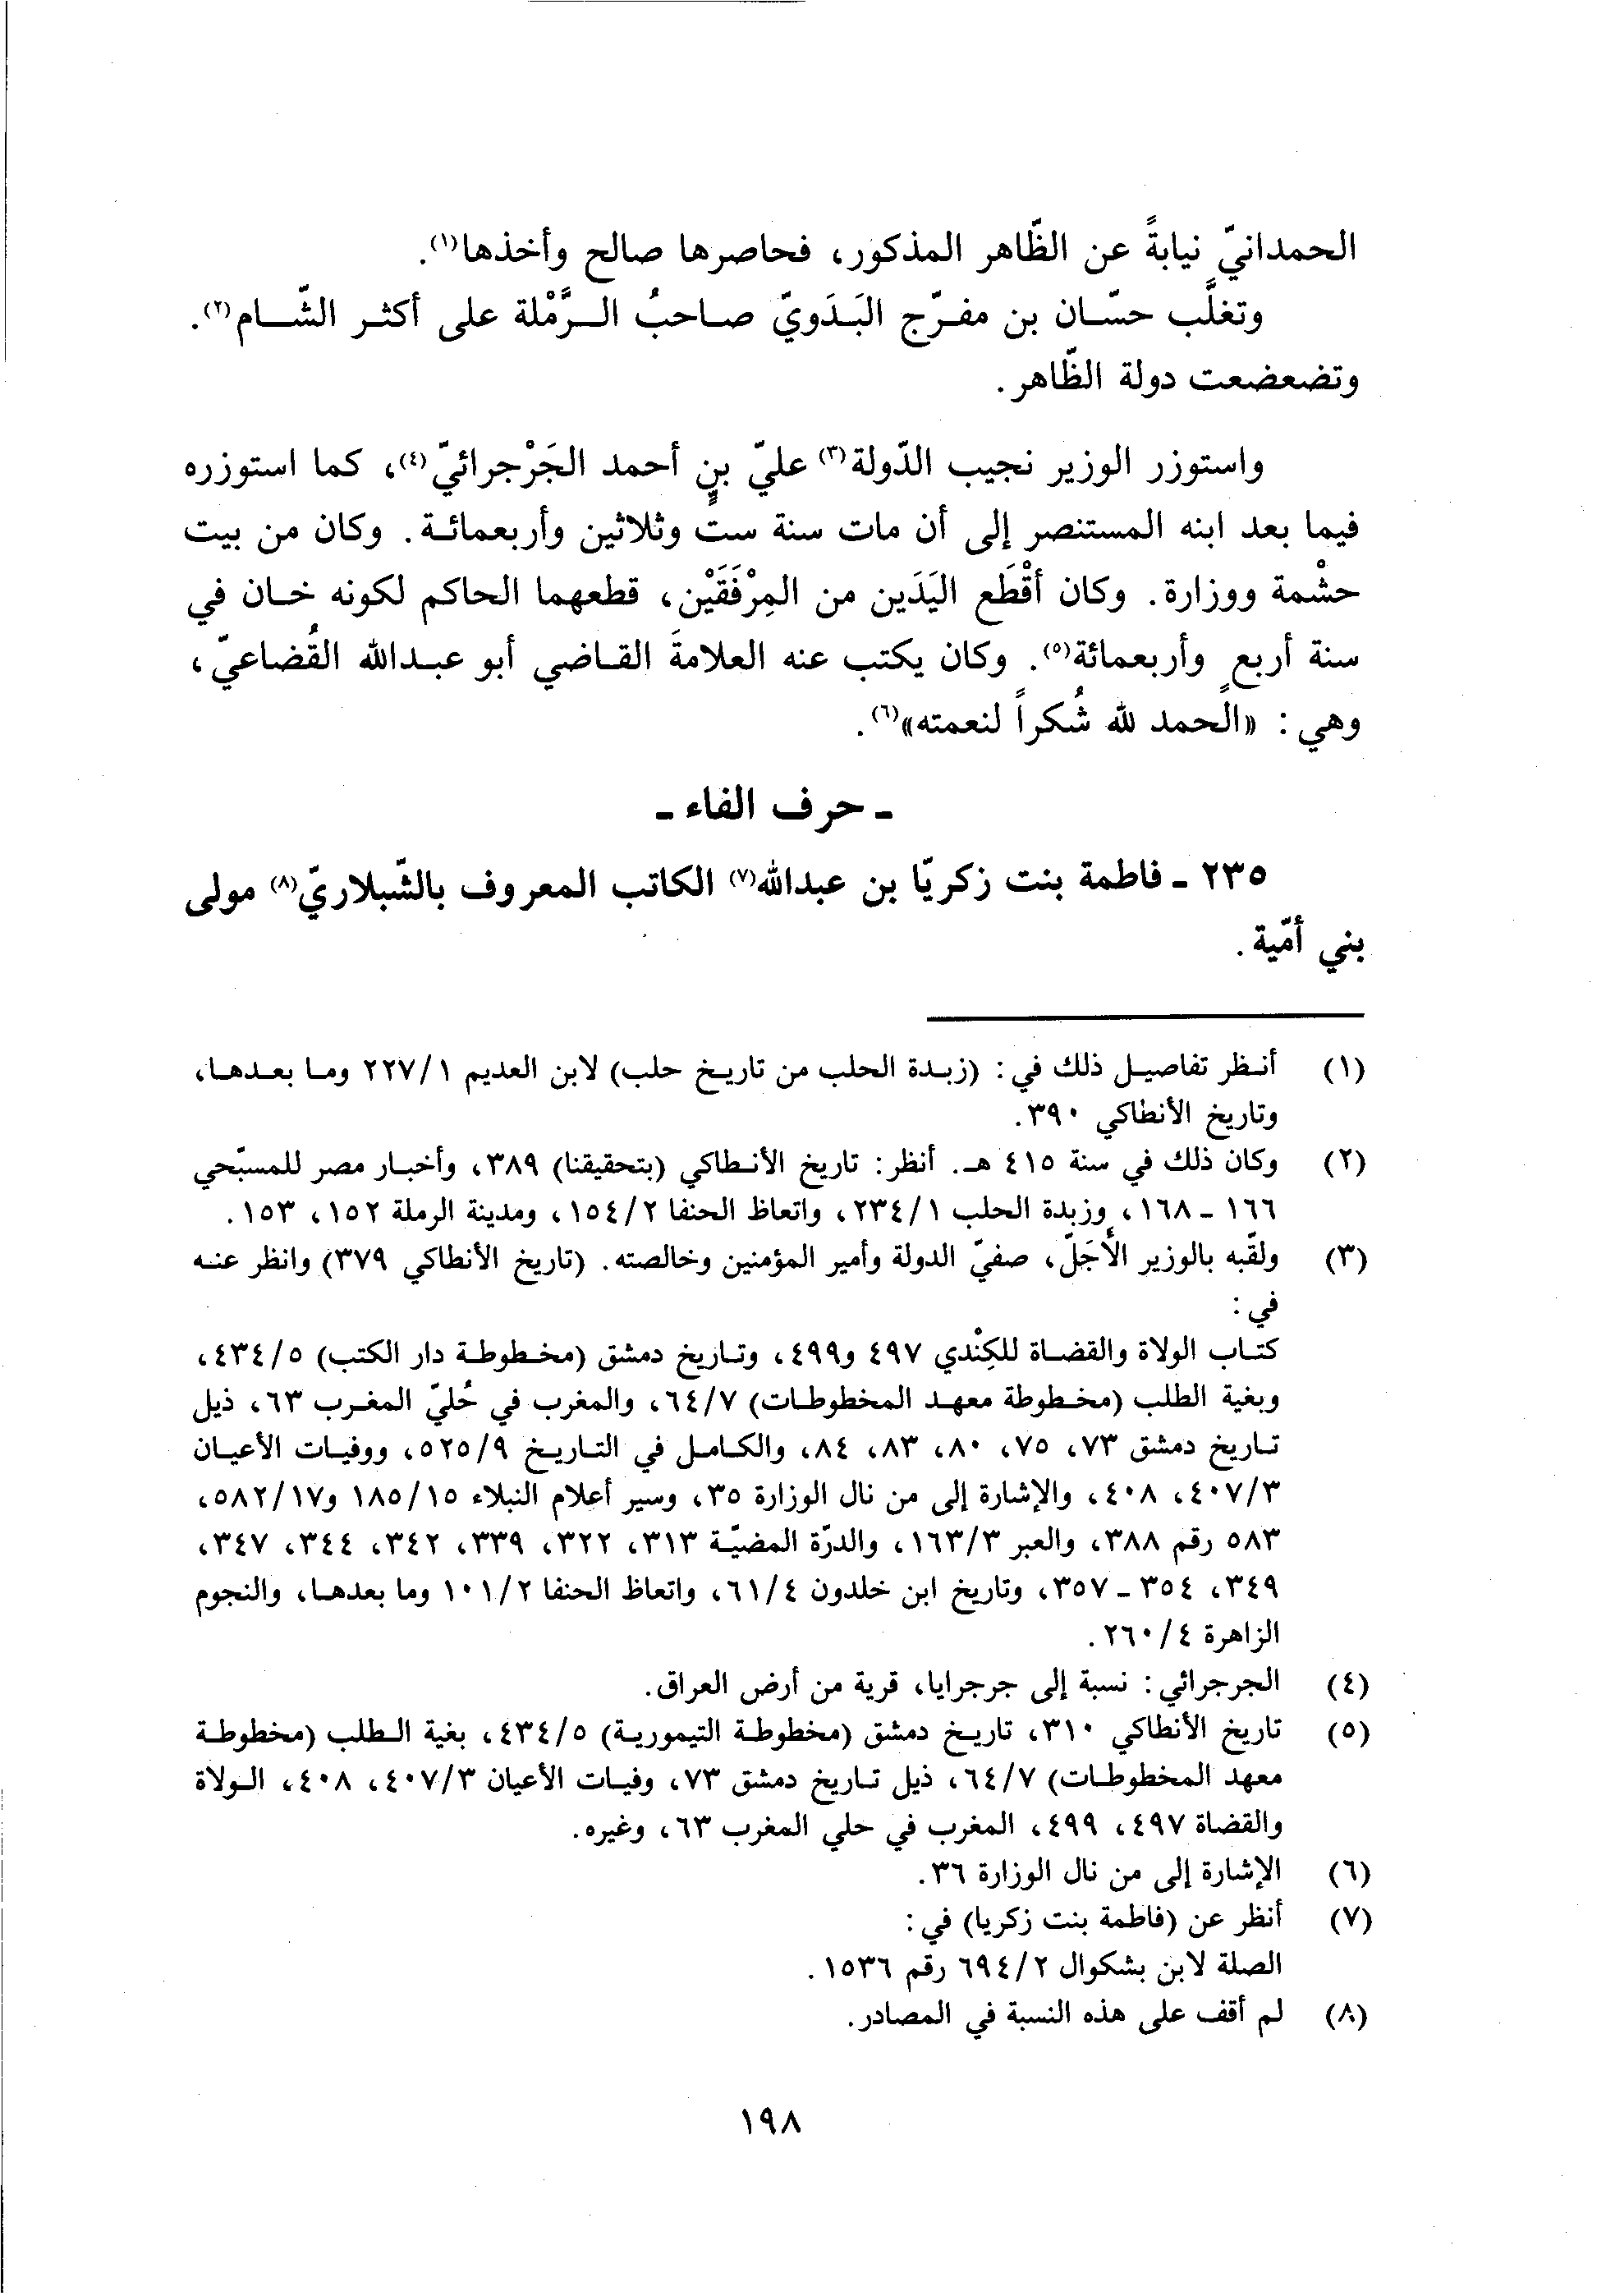 الحمدانيّ نيابةً عن الظّاهر المذكور، فحاصرها صالح وأخذها(١).
وتغلَّب حسّان بن مفرّج البَدَويّ صاحبُ الرَّمْلة على أكثر الشّام(٢).
وتضعضعت دولة الظّاهر.
واستوزر الوزير نجيب الدّولة(٣) عليّ بن أحمد الجَرْجرائيّ(٤)، كما استوزره
فيما بعد ابنه المستنصر إلى أن مات سنة ستٍّ وثلاثين وأربعمائة. وكان من بيت
حشْمة ووزارة. وكان أقْطَع اليَدَين من المِرْفَقَيْن، قطعهما الحاكم لكونه خان في
سنة أربعٍ وأربعمائة(٥). وكان يكتب عنه العلامةَ القاضي أبو عبدالله القُضاعيّ،
وهي: «الحمد لله شُكراً لنعمته»(٦).
- حرف الفاء -
٢٣٥ - فاطمة بنت زكريّا بن عبدالله(٧) الكاتب المعروف بالشّبلاريّ(٨) مولى
بني أميّة.
(١) أنظر تفاصيل ذلك في: (زبدة الحلب من تاريخ حلب) لابن العديم ٢٢٧/١ وما بعدها،
وتاريخ الأنطاكي ٣٩٠.
(٢) وكان ذلك في سنة ٤١٥ هـ. أنظر: تاريخ الأنطاكي (بتحقيقنا) ٣٨٩، وأخبار مصر للمسبّحي
١٦٦ - ١٦٨، وزبدة الحلب ٢٣٤/١، واتعاظ الحنفا ١٥٤/٢، ومدينة الرملة ١٥٢، ١٥٣.
(٣) ولقّبه بالوزير الأَجَلّ، صفيّ الدولة وأمير المؤمنين وخالصته. (تاريخ الأنطاكي ٣٧٩) وانظر عنه
في:
كتاب الولاة والقضاة للكِنْدي ٤٩٧ و٤٩٩، وتاريخ دمشق (مخطوطة دار الكتب) ٤٣٤/٥،
وبغية الطلب (مخطوطة معهد المخطوطات) ٦٤/٧، والمغرب في حُليّ المغرب ٦٣، ذيل
تاريخ دمشق ٧٣، ٧٥، ٨٠، ٨٣، ٨٤، والكامل في التاريخ ٥٢٥/٩، ووفيات الأعيان
٤٠٧/٣، ٤٠٨، والإشارة إلى من نال الوزارة ٣٥، وسير أعلام النبلاء ١٨٥/١٥ و٥٨٢/١٧،
٥٨٣ رقم ٣٨٨، والعبر ١٦٣/٣، والدرّة المضيّة ٣١٣، ٣٢٢، ٣٣٩، ٣٤٢، ٣٤٤، ٣٤٧،
٣٤٩، ٣٥٤ - ٣٥٧، وتاريخ ابن خلدون ٦١/٤، واتعاظ الحنفا ١٠١/٢ وما بعدها، والنجوم
الزاهرة ٢٦٠/٤.
(٤) الجرجرائي: نسبة إلى جرجرايا، قرية من أرض العراق.
(٥) تاريخ الأنطاكي ٣١٠، تاريخ دمشق (مخطوطة التيمورية) ٤٣٤/٥، بغية الطلب (مخطوطة
معهد المخطوطات) ٦٤/٧، ذيل تاريخ دمشق ٧٣، وفيات الأعيان ٤٠٧/٣، ٤٠٨، الولاة
والقضاة ٤٩٧، ٤٩٩، المغرب في حلي المغرب ٦٣، وغيره.
(٦) الإشارة إلى من نال الوزارة ٣٦.
(٧) أنظر عن (فاطمة بنت زكريا) في:
الصلة لابن بشكوال ٦٩٤/٢ رقم ١٥٣٦.
(٨) لم أقف على هذه النسبة في المصادر.
١٩٨